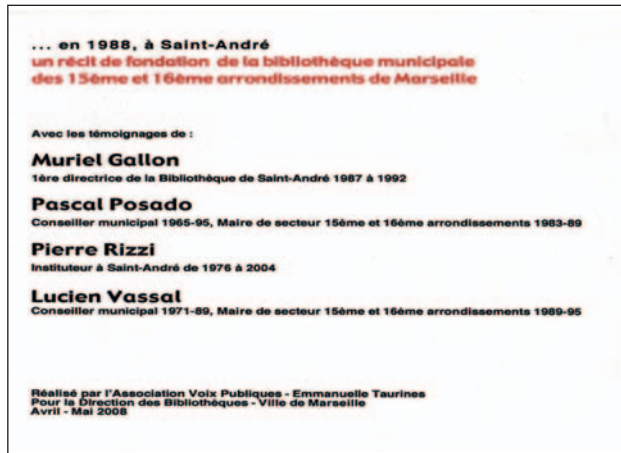 ... en 1988, à Saint-André
un récit de fondation de la bibliothèque municipale
des 15ème et 16ème arrondissements de Marseille
Avec les témoignages de :
Muriel Gallon
1ère directrice de la Bibliothèque de Saint-André 1987 à 1992
Pascal Posado
Conseiller municipal 1965-95, Maire de secteur 15ème et 16ème arrondissements 1983-89
Pierre Rizzi
Instituteur à Saint-André de 1976 à 2004
Lucien Vassal
Conseiller municipal 1971-89, Maire de secteur 15ème et 16ème arrondissements 1989-95
Réalisé par l'Association Voix Publiques - Emmanuelle Taurines
Pour la Direction des Bibliothèques - Ville de Marseille
Avril - Mai 2008